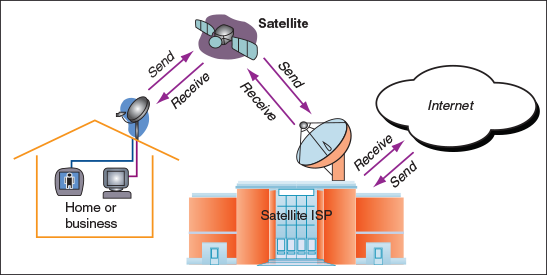 Satellite
Send
Receive
Send
Receive
Internet
Receive
Send
Home or
business
Satellite ISP